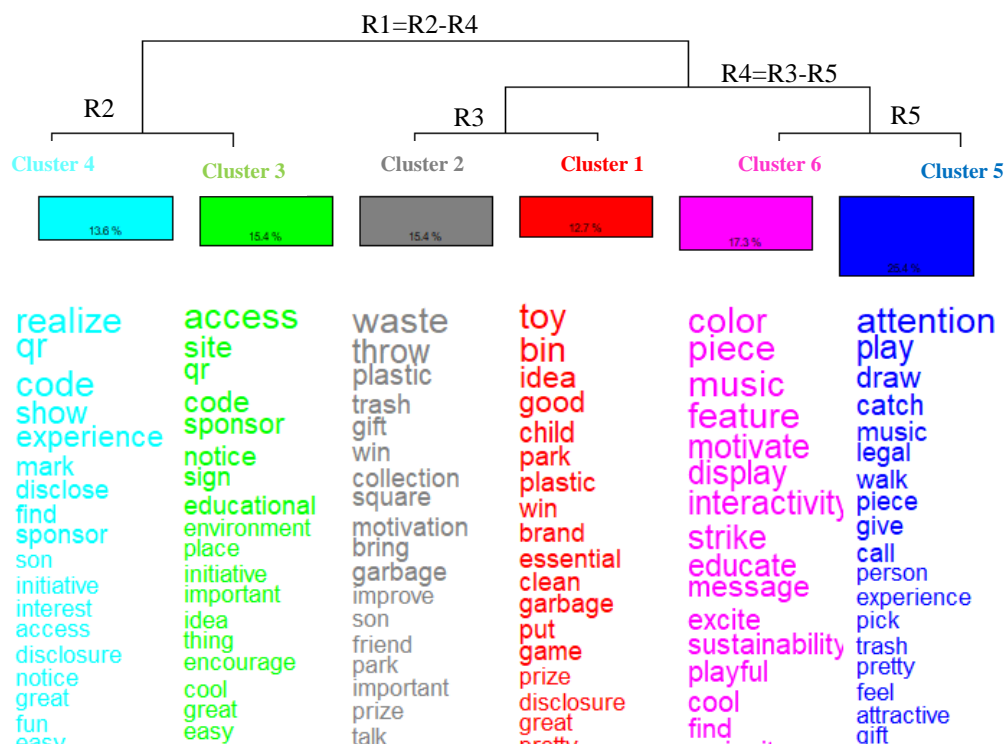 R1=R2-R4
R4=R3-R5
R2
R3
R5
Cluster 4
Cluster 3
Cluster 2
Cluster 1
Cluster 6
Cluster 5
13.6 %
15.4 %
15.4 %
12.7 %
17.3 %
25.4 %
realize
qr
code
show
experience
mark
disclose
find
sponsor
son
initiative
interest
access
disclosure
notice
great
fun
easy
access
site
qr
code
sponsor
notice
sign
educational
environment
place
initiative
important
idea
thing
encourage
cool
great
easy
waste
throw
plastic
trash
gift
win
collection
square
motivation
bring
garbage
improve
son
friend
park
important
prize
talk
toy
bin
idea
good
child
park
plastic
win
brand
essential
clean
garbage
put
game
prize
disclosure
great
pretty
color
piece
music
feature
motivate
display
interactivity
strike
educate
message
excite
sustainability
playful
cool
find
attention
play
draw
catch
music
legal
walk
piece
give
call
person
experience
pick
trash
pretty
feel
attractive
gift